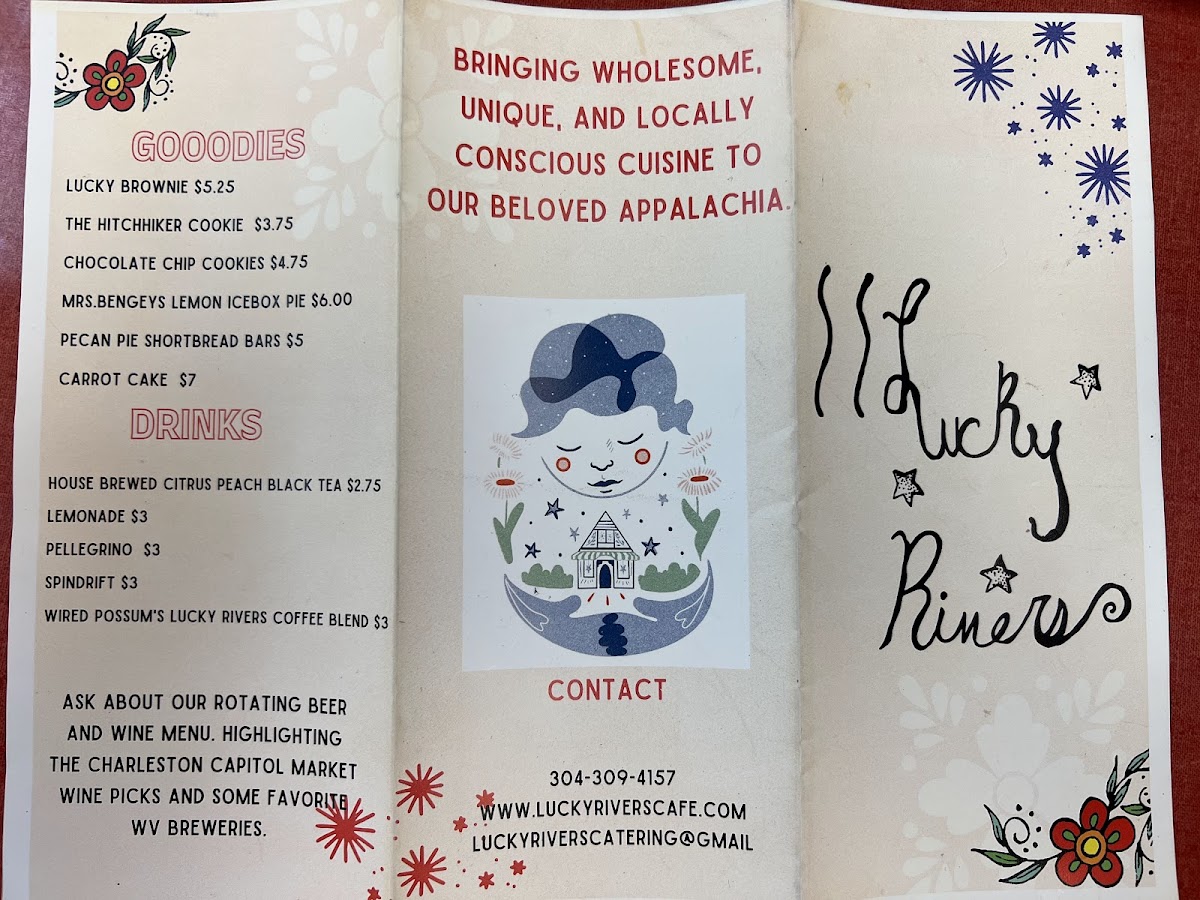 GOOODIES
LUCKY BROWNIE $5.25
THE HITCHHIKER COOKIE $3.75
CHOCOLATE CHIP COOKIES $4.75
MRS.BENGEYS LEMON ICEBOX PIE $6.00
PECAN PIE SHORTBREAD BARS $5
CARROT CAKE $7
DRINKS
HOUSE BREWED CITRUS PEACH BLACK TEA $2.75
LEMONADE $3
PELLEGRINO $3
SPINDRIFT $3
WIRED POSSUM'S LUCKY RIVERS COFFEE BLEND $3
ASK ABOUT OUR ROTATING BEER
AND WINE MENU. HIGHLIGHTING
THE CHARLESTON CAPITOL MARKET
WINE PICKS AND SOME FAVORITE
WV BREWERIES.
BRINGING WHOLESOME,
UNIQUE, AND LOCALLY
CONSCIOUS CUISINE TO
OUR BELOVED APPALACHIA.
CONTACT
304-309-4157
WWW.LUCKYRIVERSCAFE.COM
LUCKYRIVERSCATERING@GMAIL
Lucky
Rivers